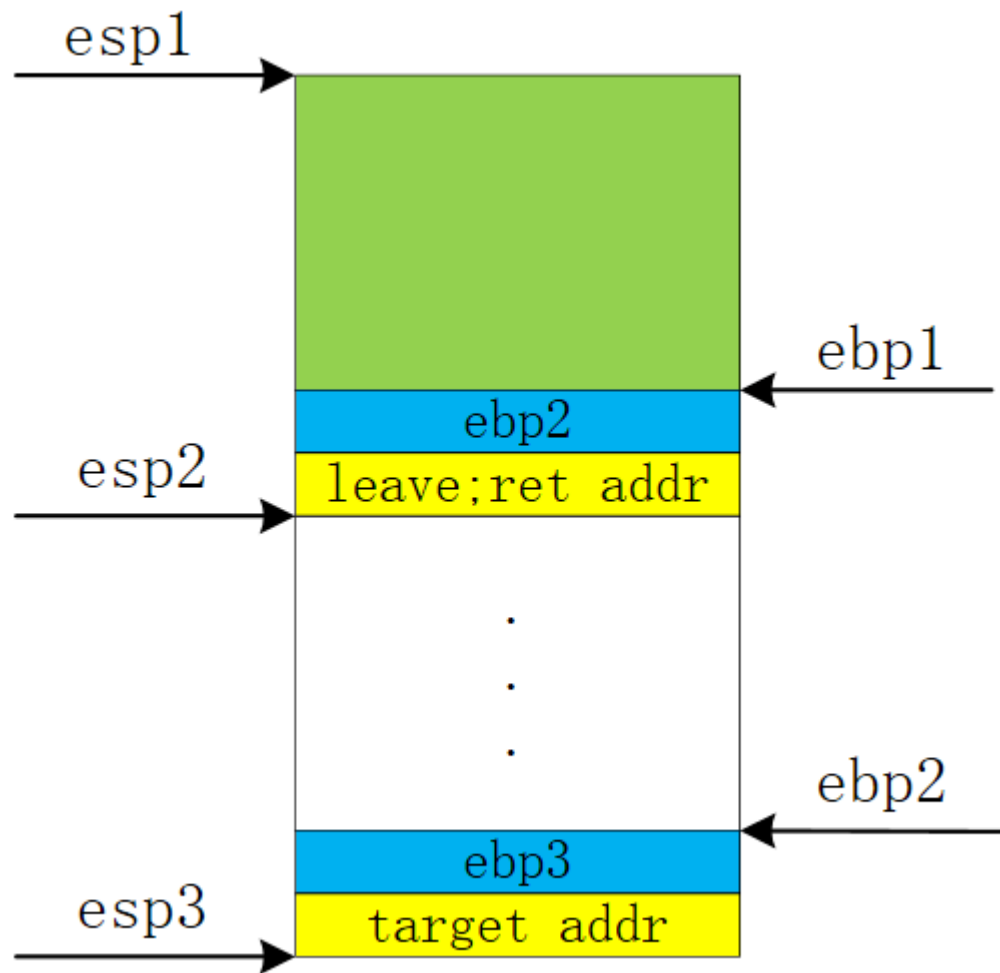 esp1
ebp1
ebp2
esp2
leave;ret addr
.
.
.
ebp2
ebp3
esp3
target addr